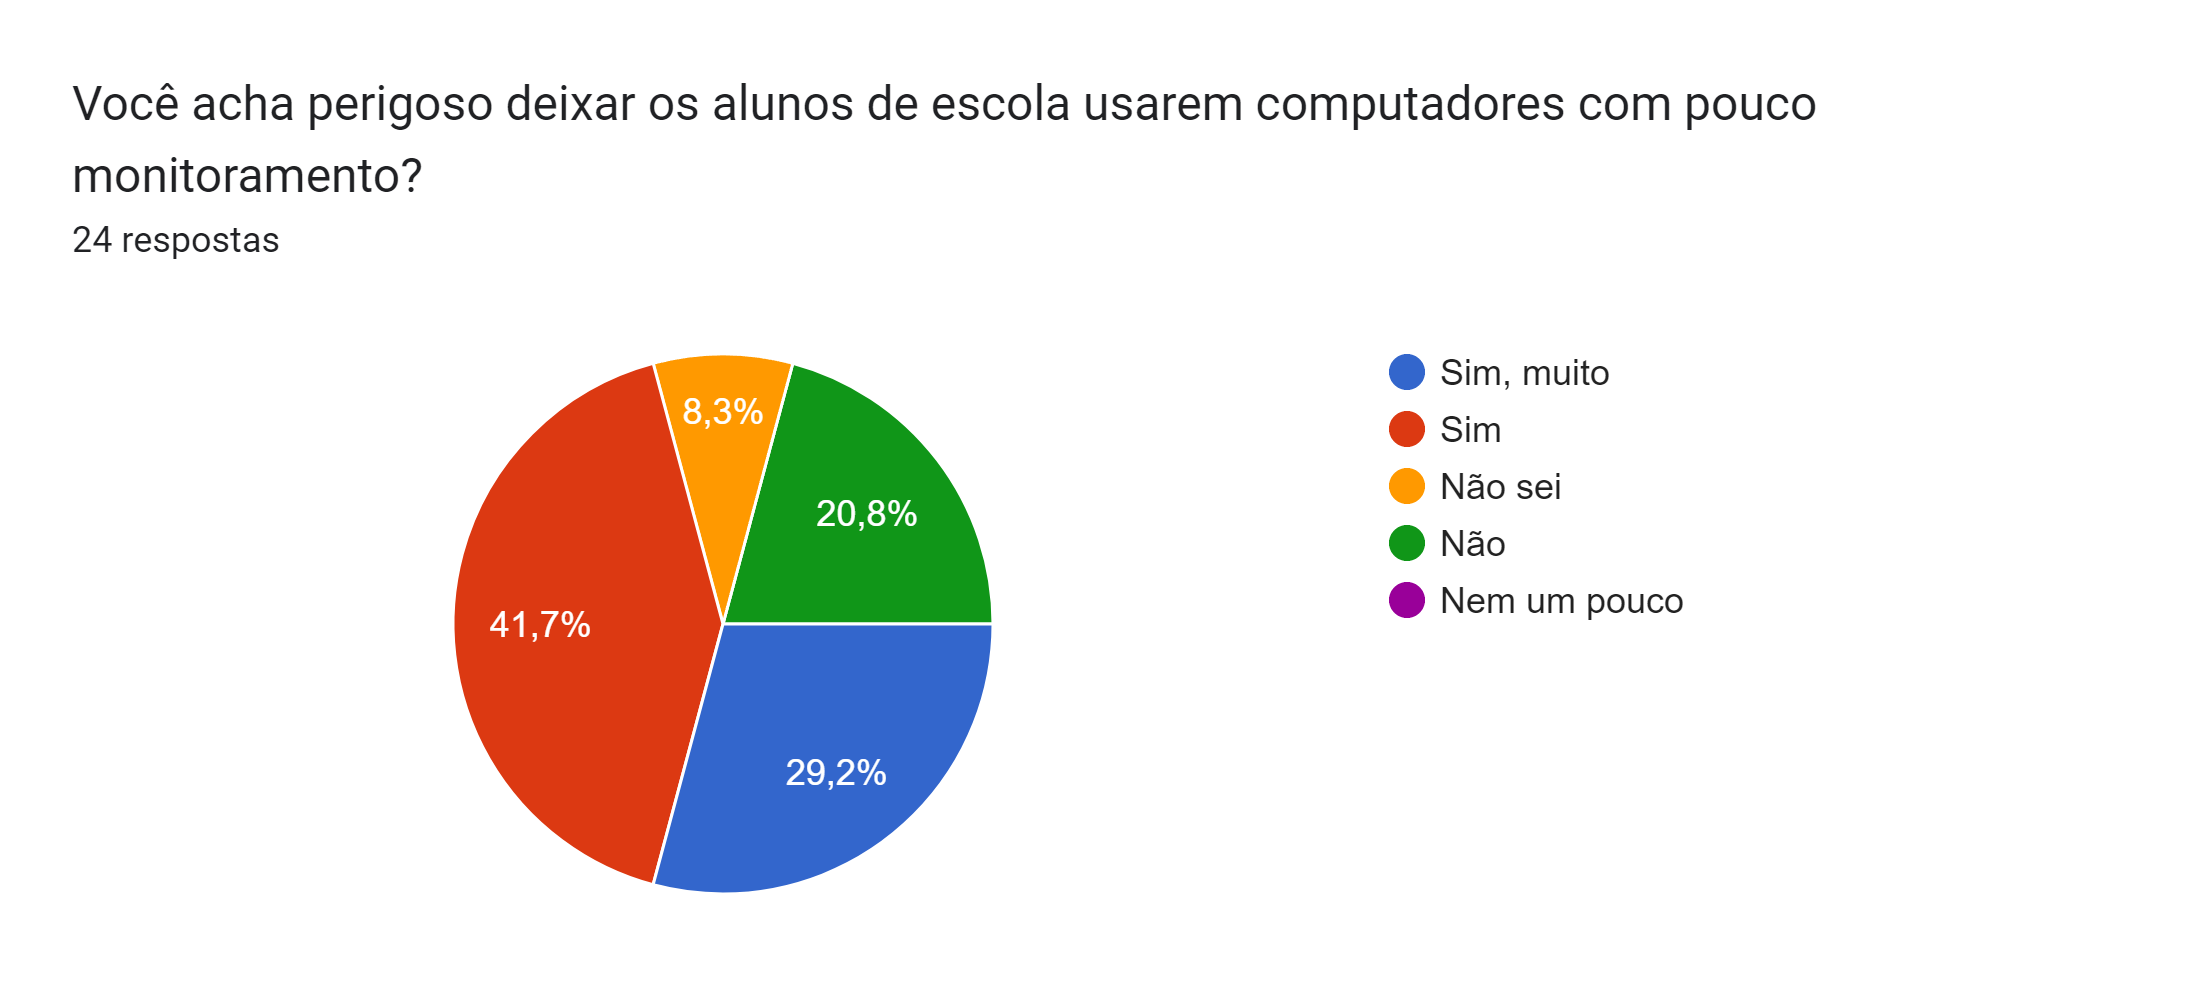 Você acha perigoso deixar os alunos de escola usarem computadores com pouco
monitoramento?
24 respostas
8,3%
20,8%
41,7%
29,2%
Sim, muito
Sim
Não sei
Não
Nem um pouco